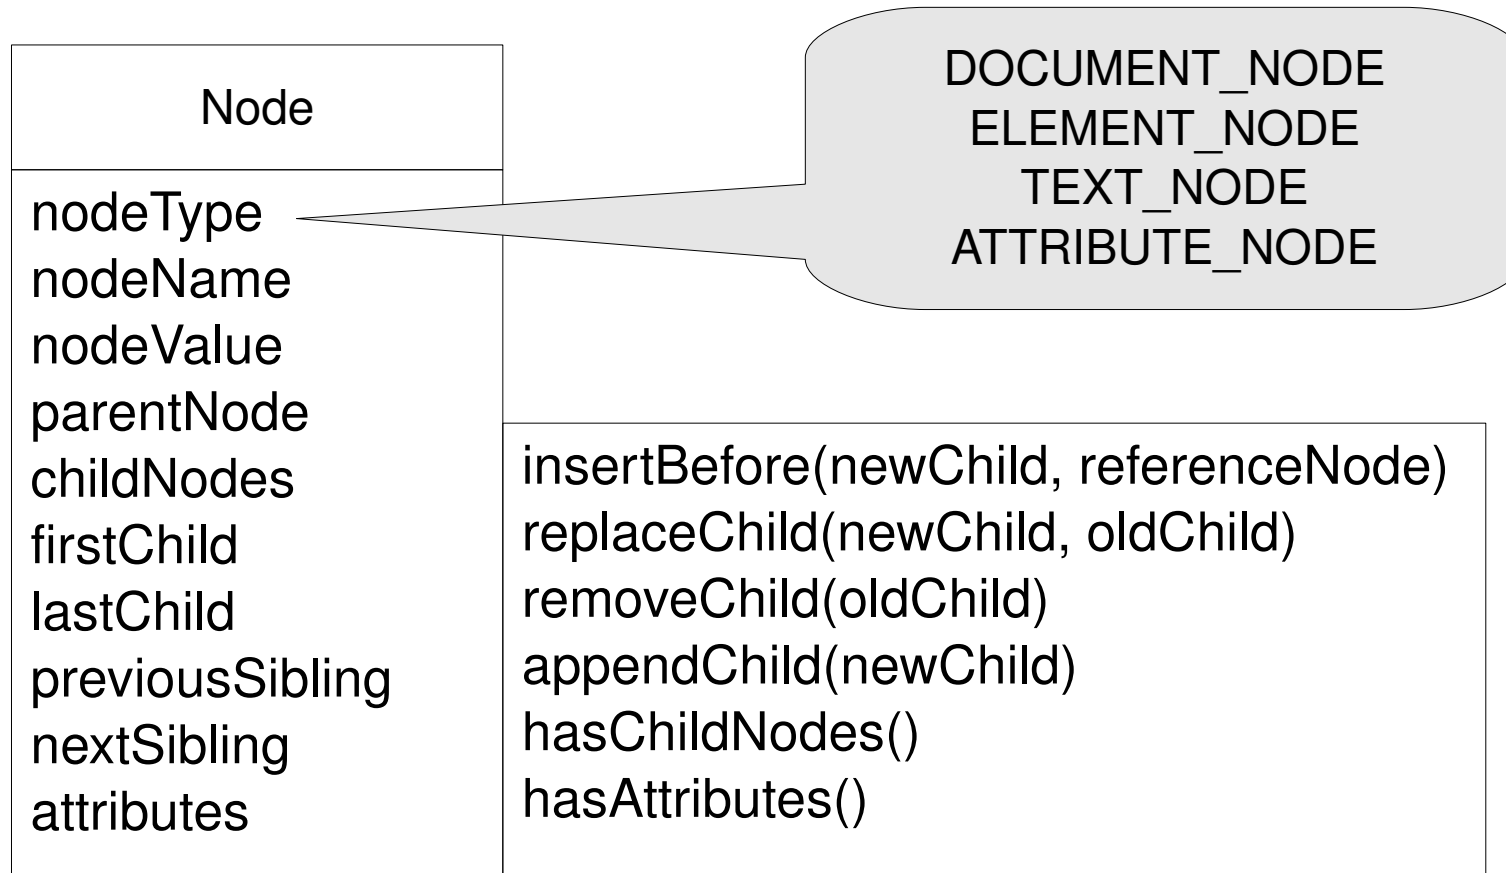 Node
nodeType
nodeName
nodeValue
parentNode
childNodes
firstChild
lastChild
previousSibling
nextSibling
attributes
DOCUMENT_NODE
ELEMENT_NODE
TEXT_NODE
ATTRIBUTE_NODE
insertBefore(newChild, referenceNode)
replaceChild(newChild, oldChild)
removeChild(oldChild)
appendChild(newChild)
hasChildNodes()
hasAttributes()